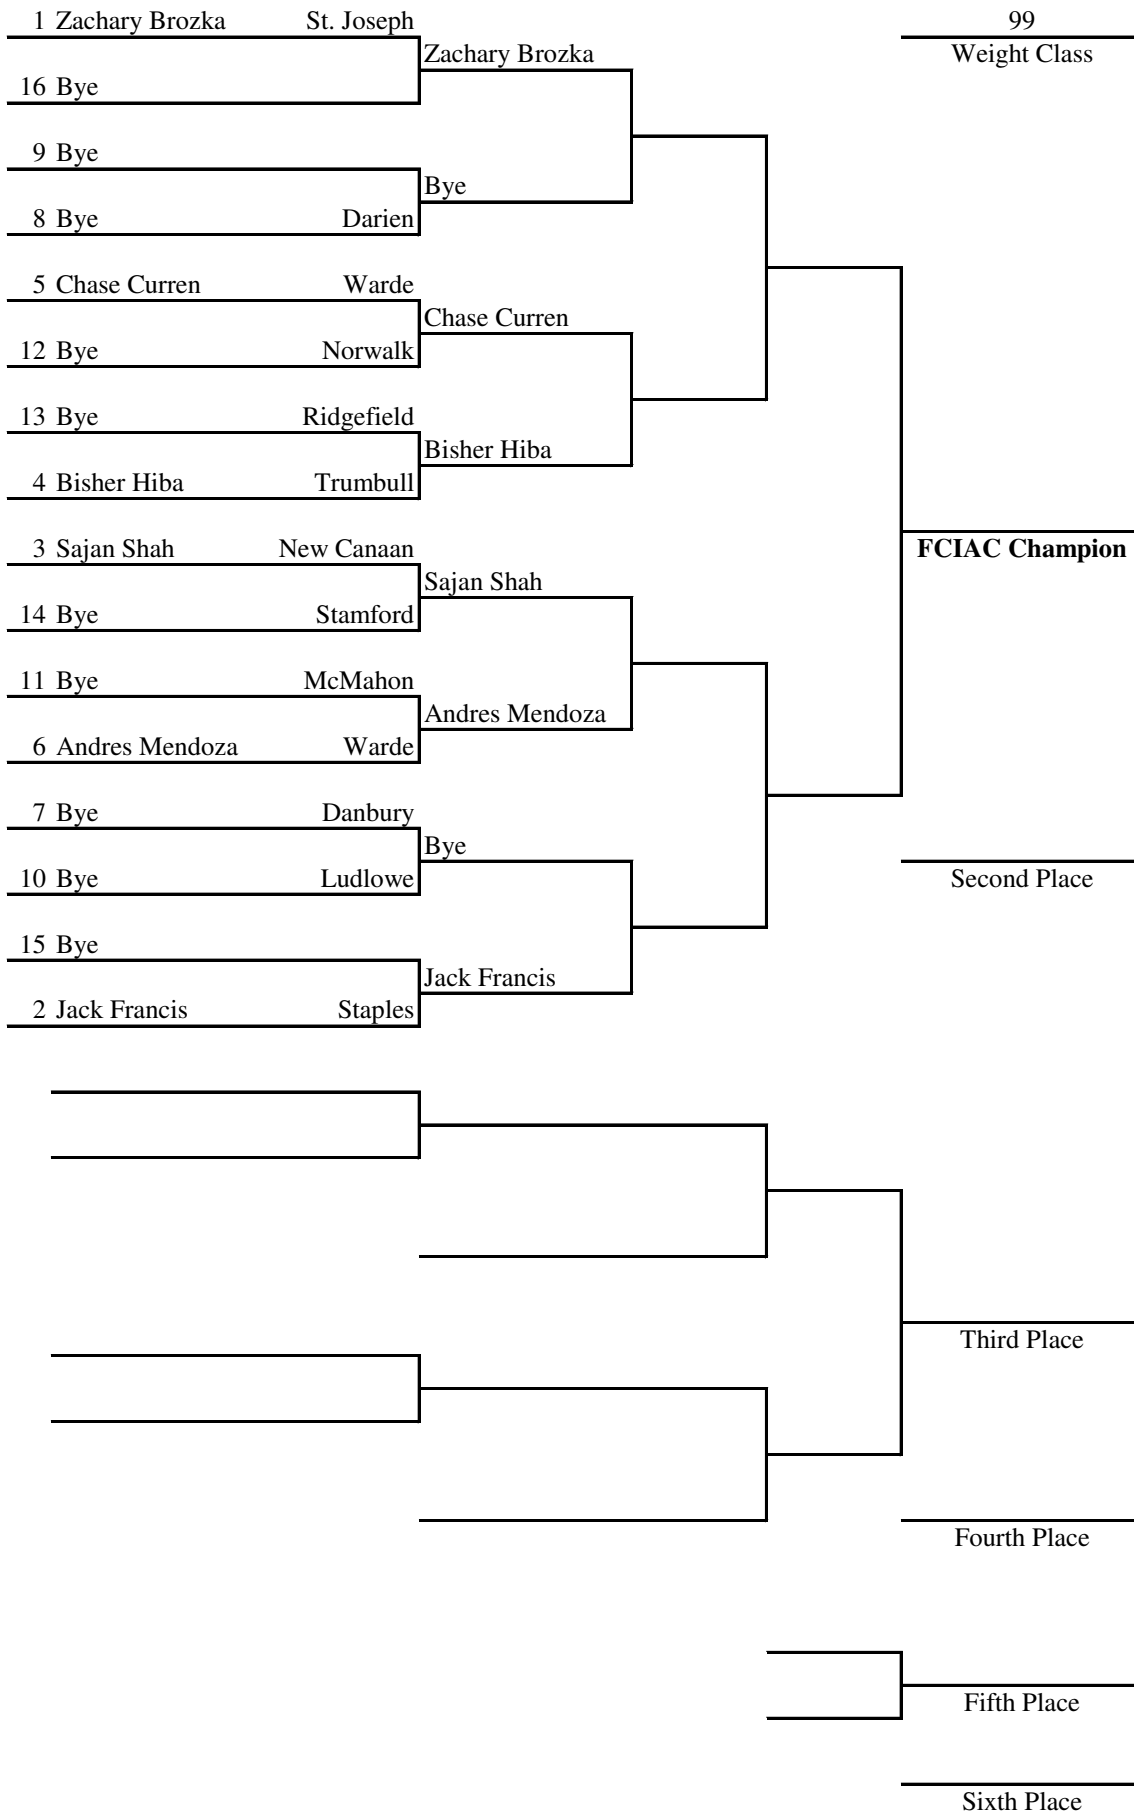 1 Zachary Brozka St. Joseph
99
Zachary Brozka
Weight Class
16 Bye
9 Bye
Bye
8 Bye Darien
5 Chase Curren Warde
Chase Curren
12 Bye Norwalk
13 Bye Ridgefield
Bisher Hiba
4 Bisher Hiba Trumbull
3 Sajan Shah New Canaan
FCIAC Champion
Sajan Shah
14 Bye Stamford
11 Bye McMahon
Andres Mendoza
6 Andres Mendoza Warde
7 Bye Danbury
Bye
10 Bye Ludlowe
Second Place
15 Bye
Jack Francis
2 Jack Francis Staples
Third Place
Fourth Place
Fifth Place
Sixth Place